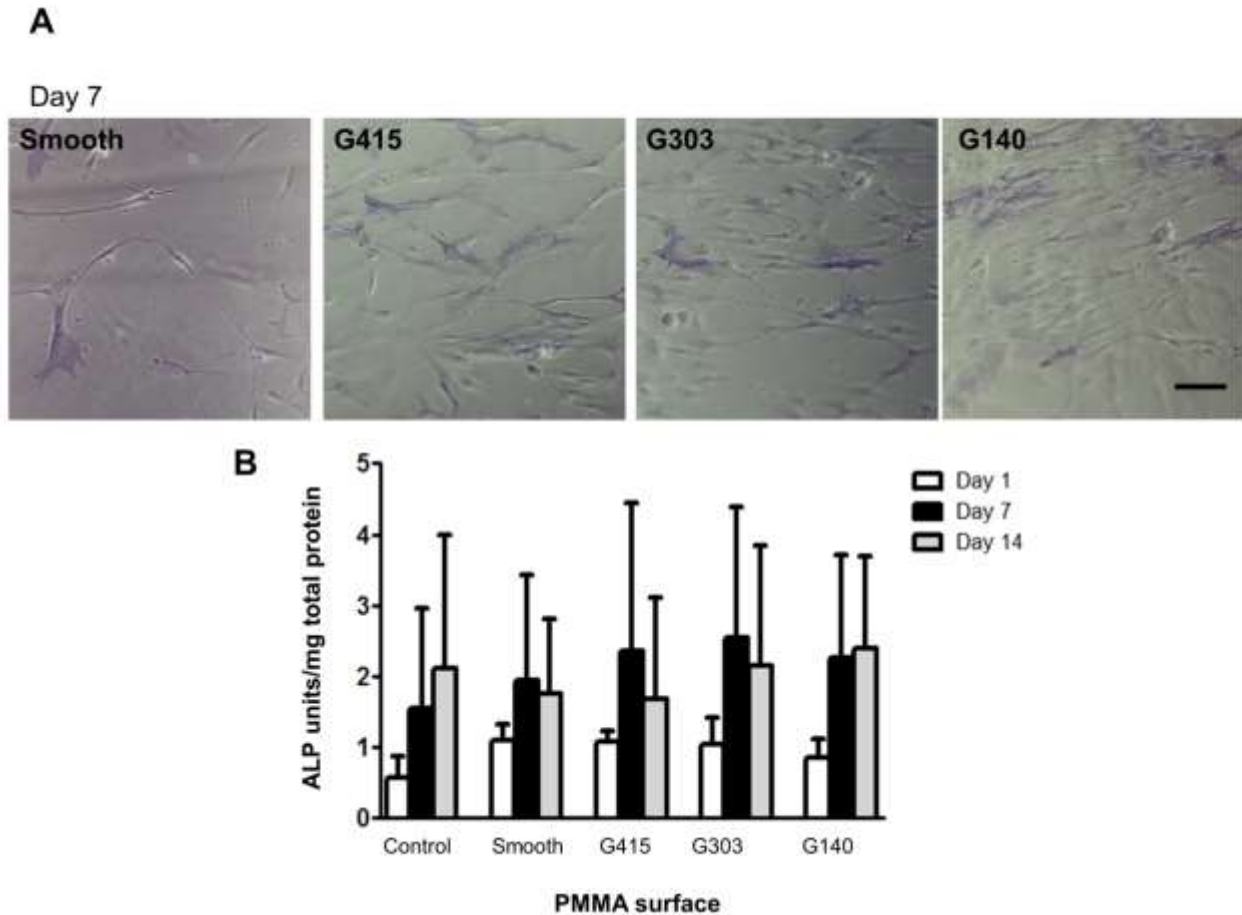 A
Day 7
Smooth
G415
G303
G140
B
ALP units/mg total protein
5
4
3
2
1
0
Day 1
Day 7
Day 14
Control
Smooth
G415
G303
G140
PMMA surface